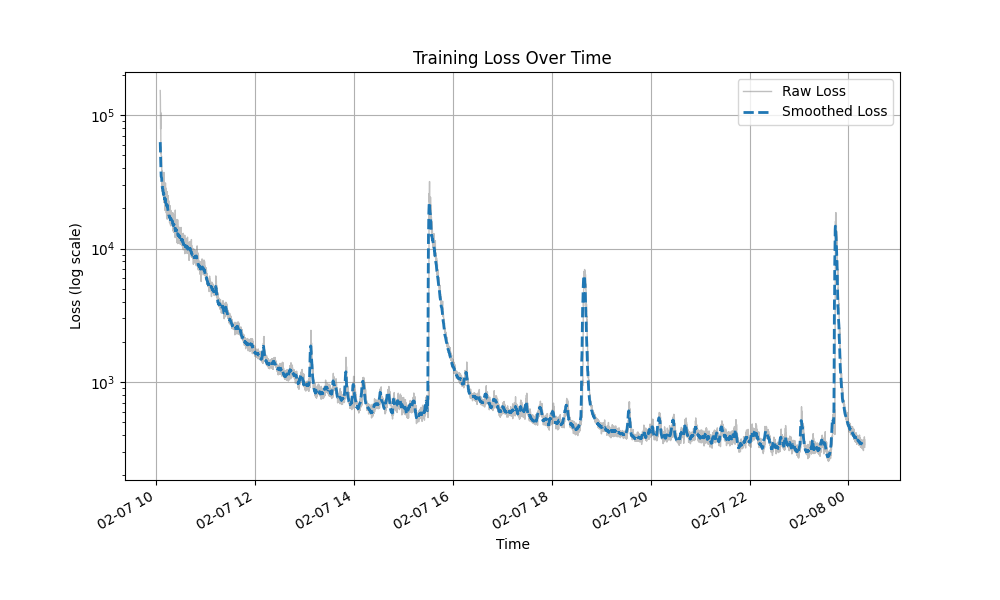 Training Loss Over Time
Raw Loss
Smoothed Loss
Loss (log scale)
10⁵
10⁴
10³
02-07 10
02-07 12
02-07 14
02-07 16
02-07 18
02-07 20
02-07 22
02-08 00
Time